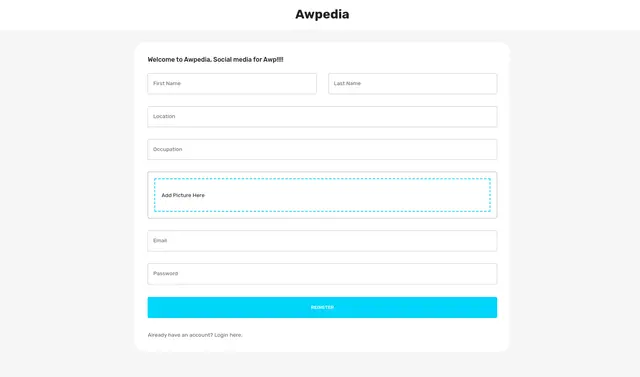 Awpedia
Welcome to Awpedia, Social media for Awp!!!!
First Name
Last Name
Location
Occupation
Add Picture Here
Email
Password
REGISTER
Already have an account? Login here.